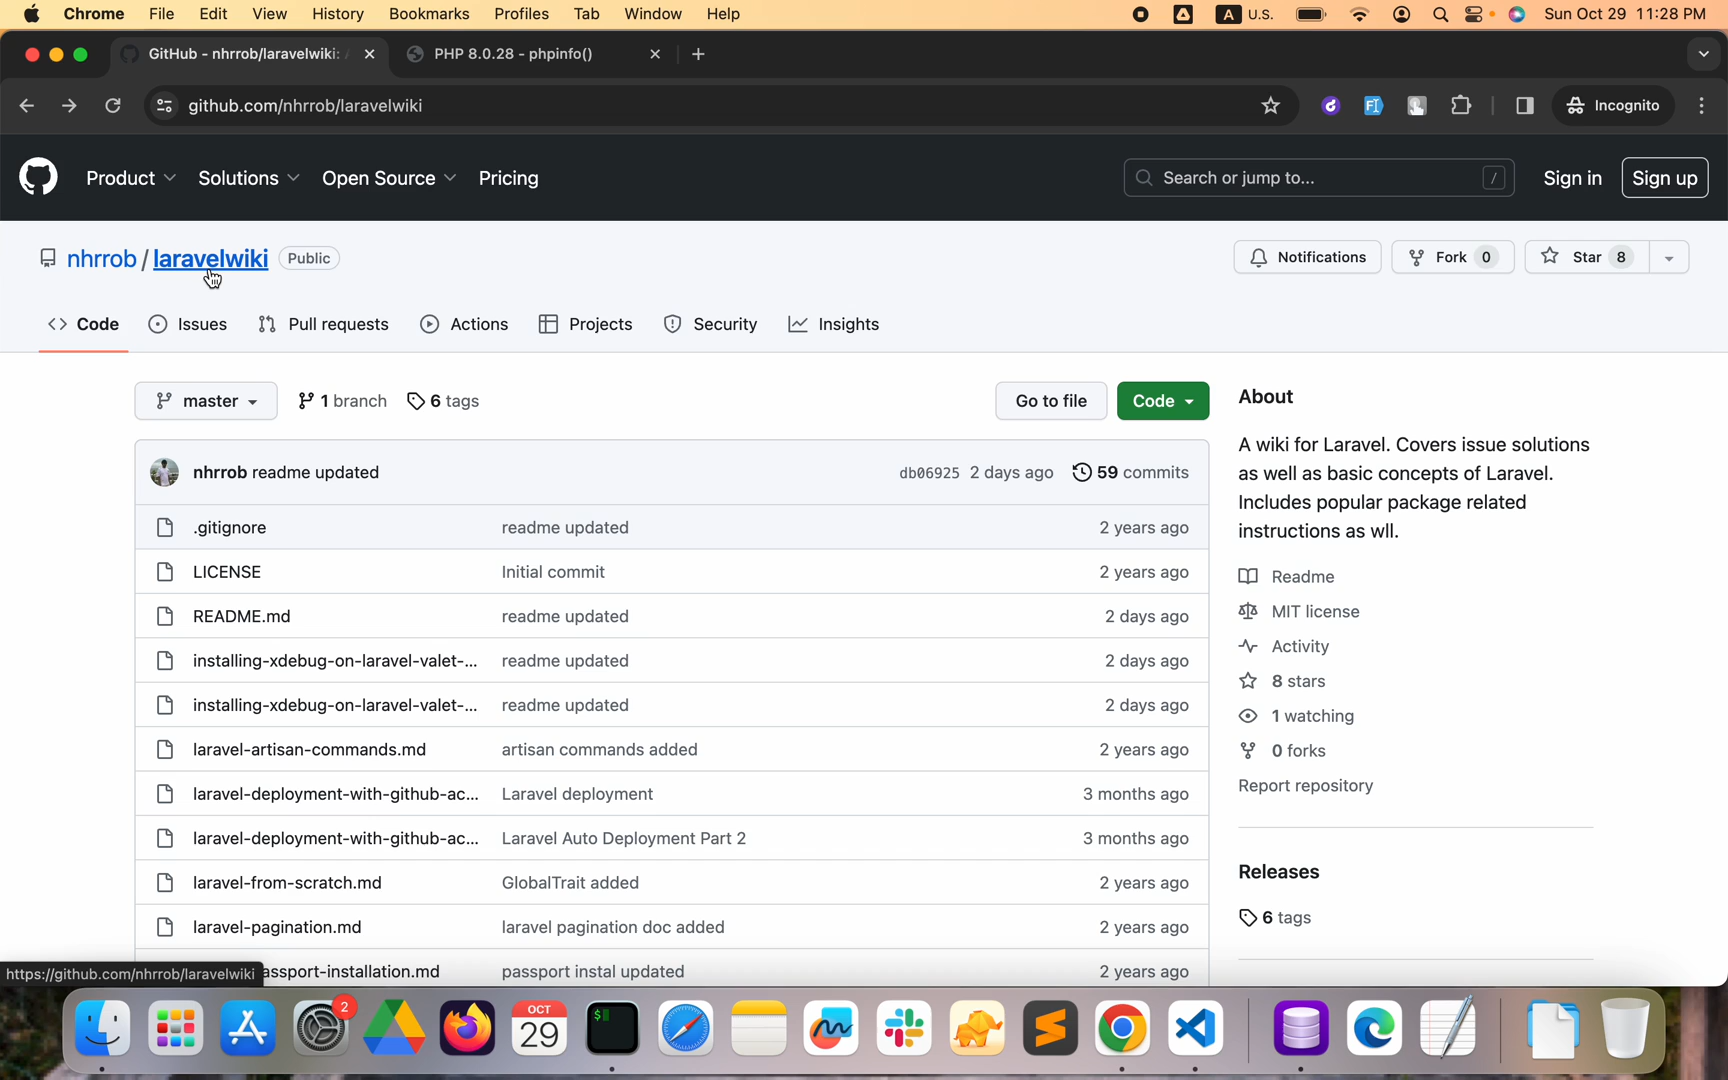 Chrome File Edit View History Bookmarks Profiles Tab Window Help A U.S. Sun Oct 29 11:28 PM
GitHub - nhrrob/laravelwiki: PHP 8.0.28 - phpinfo()
github.com/nhrrob/laravelwiki Incognito
Product Solutions Open Source Pricing Search or jump to... / Sign in Sign up
nhrrob / laravelwiki Public Notifications Fork 0 Star 8
Code Issues Pull requests Actions Projects Security Insights
master 1 branch 6 tags Go to file Code
nhrrob readme updated db06925 2 days ago 59 commits
.gitignore readme updated 2 years ago
LICENSE Initial commit 2 years ago
README.md readme updated 2 days ago
installing-xdebug-on-laravel-valet-... readme updated 2 days ago
installing-xdebug-on-laravel-valet-... readme updated 2 days ago
laravel-artisan-commands.md artisan commands added 2 years ago
laravel-deployment-with-github-ac... Laravel deployment 3 months ago
laravel-deployment-with-github-ac... Laravel Auto Deployment Part 2 3 months ago
laravel-from-scratch.md GlobalTrait added 2 years ago
laravel-pagination.md laravel pagination doc added 2 years ago
assport-installation.md passport instal updated 2 years ago
About
A wiki for Laravel. Covers issue solutions
as well as basic concepts of Laravel.
Includes popular package related
instructions as wll.
Readme
MIT license
Activity
8 stars
1 watching
0 forks
Report repository
Releases
6 tags
https://github.com/nhrrob/laravelwiki
2
OCT
29
$